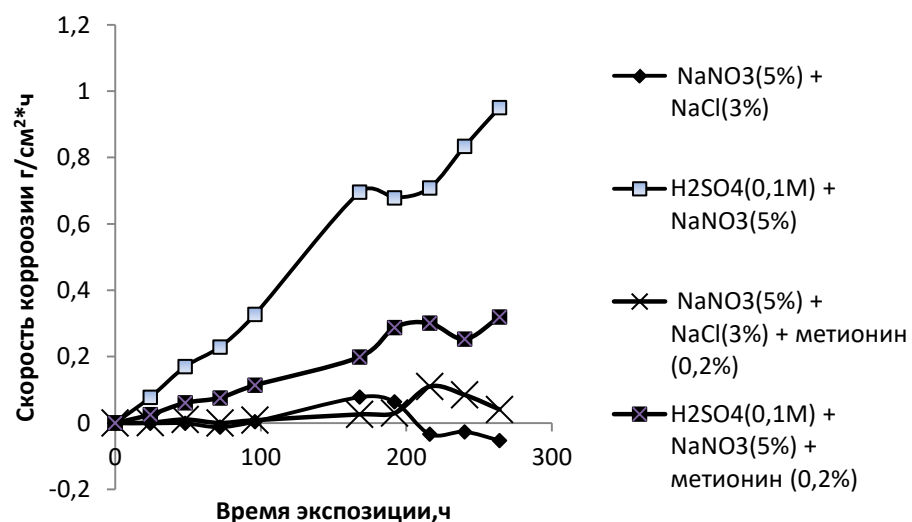 1,2
1
0,8
0,6
0,4
0,2
0
-0,2
0
100
200
300
Скорость корроозии г/см²*ч
Время экспозиции,ч
NaNO3(5%) +
NaCl(3%)
H2SO4(0,1M) +
NaNO3(5%)
NaNO3(5%) +
NaCl(3%) + метионин
(0,2%)
H2SO4(0,1M) +
NaNO3(5%) +
метионин (0,2%)